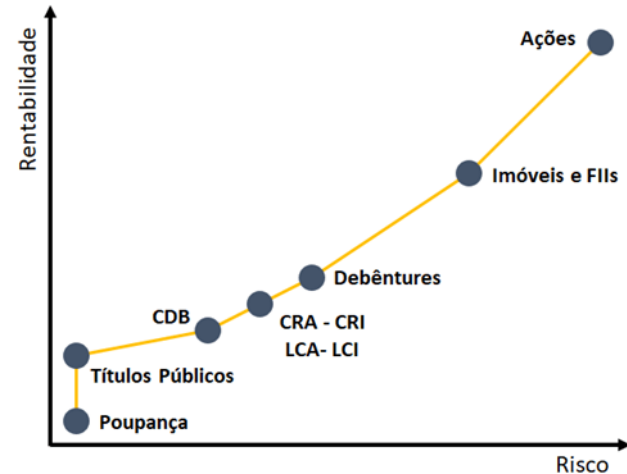 Rentabilidade
Ações
Imóveis e FIIs
Debêntures
CDB
CRA - CRI
LCA- LCI
Títulos Públicos
Poupança
Risco